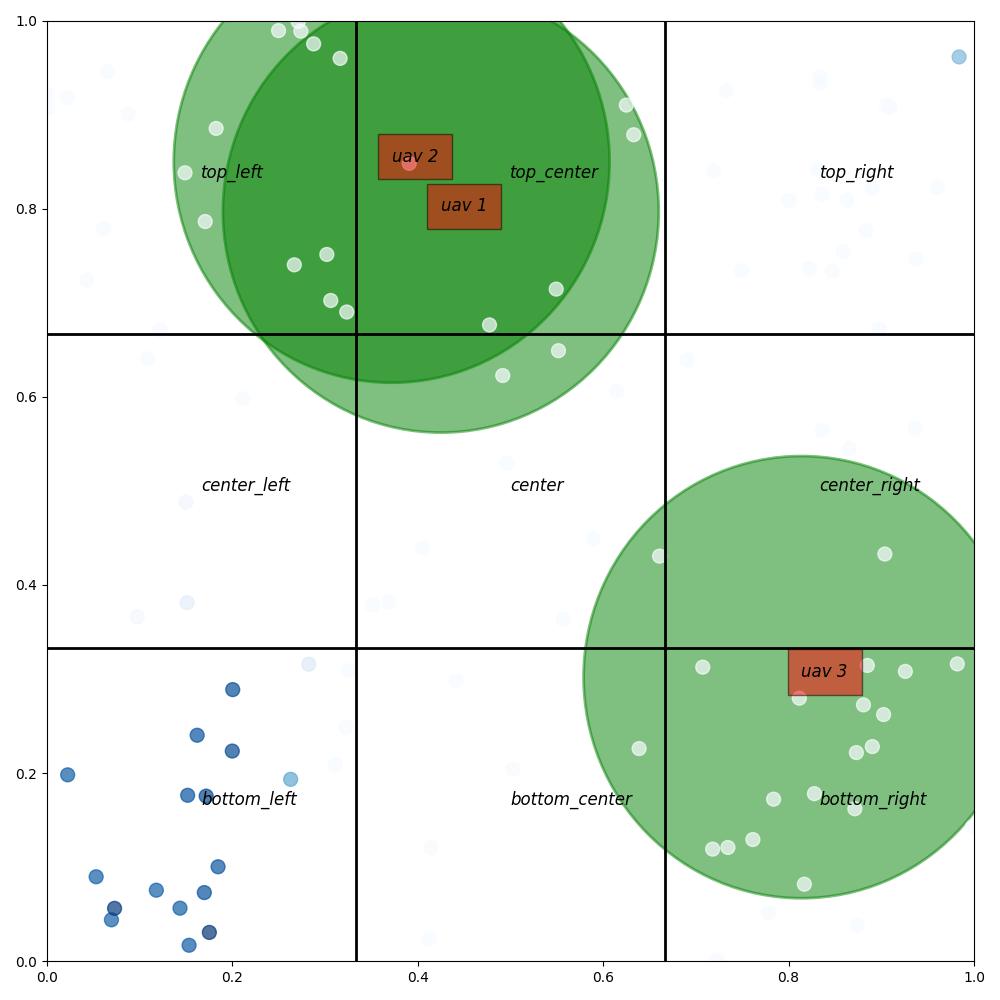 1.0
uav 2
top_left
top_center
top_right
uav 1
0.8
0.6
center_left
center
center_right
0.4
uav 3
0.2
bottom_left
bottom_center
bottom_right
0.0
0.0 0.2 0.4 0.6 0.8 1.0